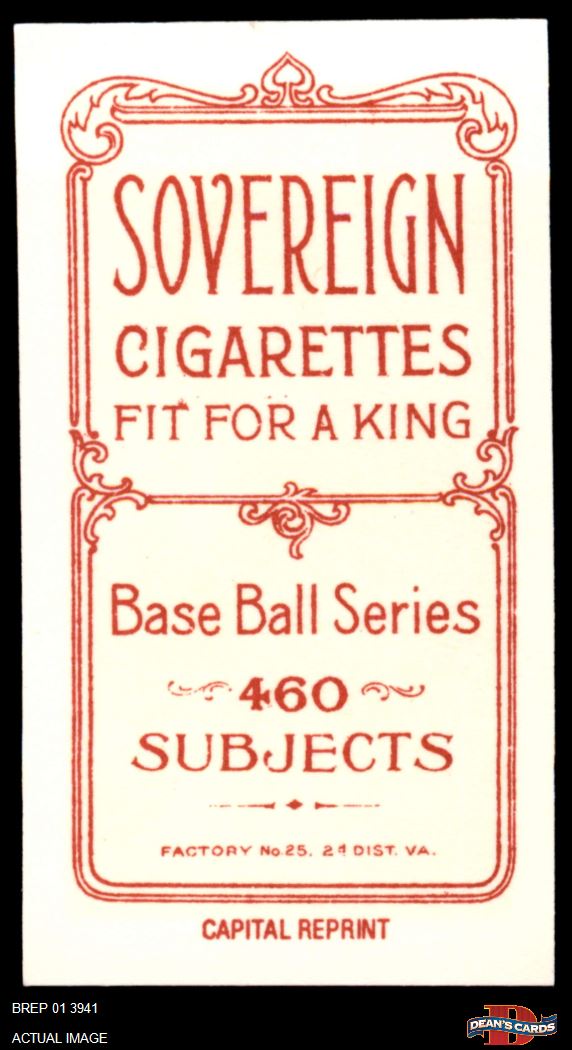 SOVEREIGN
CIGARETTES
FIT FOR A KING
Base Ball Series
460
SUBJECTS
FACTORY No 25. 2d DIST. VA.
CAPITAL REPRINT
BREP 01 3941
ACTUAL IMAGE
D
DEAN'S CARDS